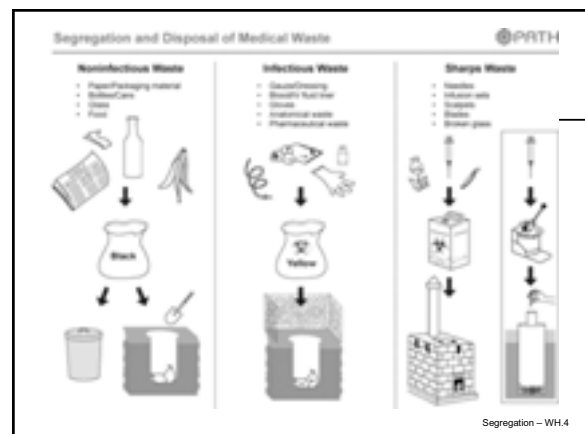 Segregation and Disposal of Medical Waste
PATH
Noninfectious Waste
• Paper/Packaging material
• Bottles/Cans
• Glass
• Food
Black
Infectious Waste
• Gauze/Dressing
• Blood/IV fluid liner
• Gloves
• Anatomical waste
• Pharmaceutical waste
Yellow
Sharps Waste
• Needles
• Infusion sets
• Scalpels
• Blades
• Broken glass
Segregation – WH.4